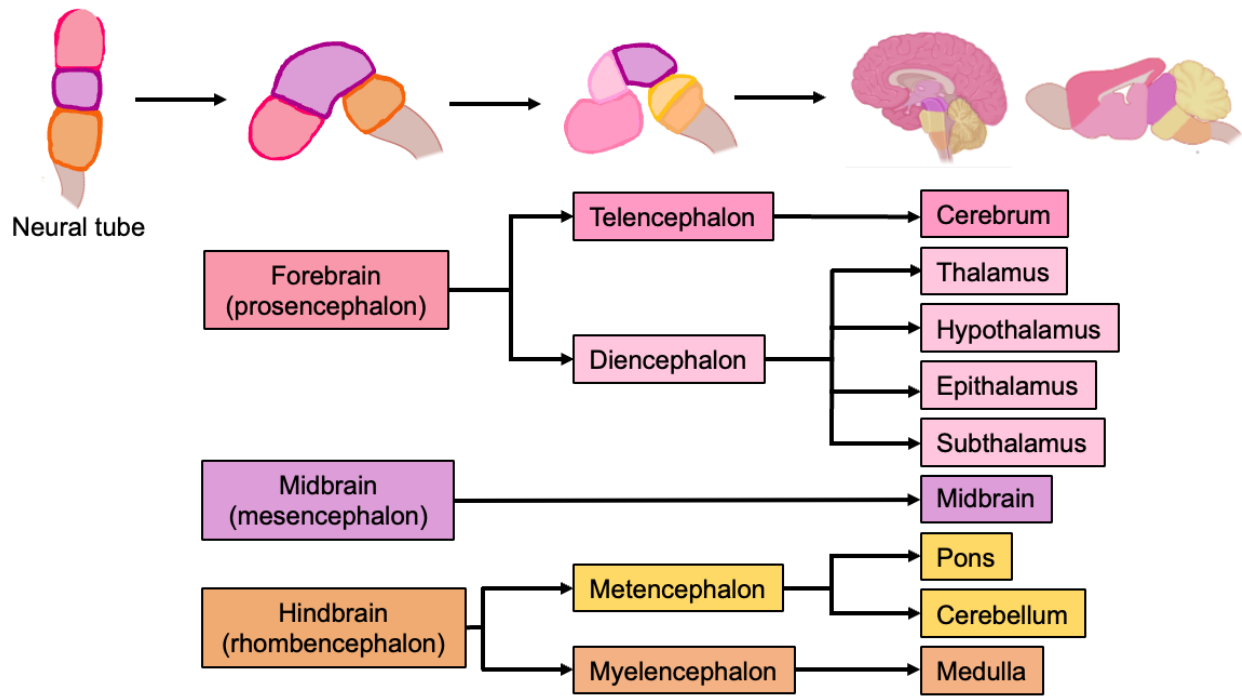 Neural tube
Telencephalon
Cerebrum
Forebrain
(prosencephalon)
Thalamus
Hypothalamus
Diencephalon
Epithalamus
Subthalamus
Midbrain
(mesencephalon)
Midbrain
Pons
Metencephalon
Cerebellum
Hindbrain
(rhombencephalon)
Myelencephalon
Medulla